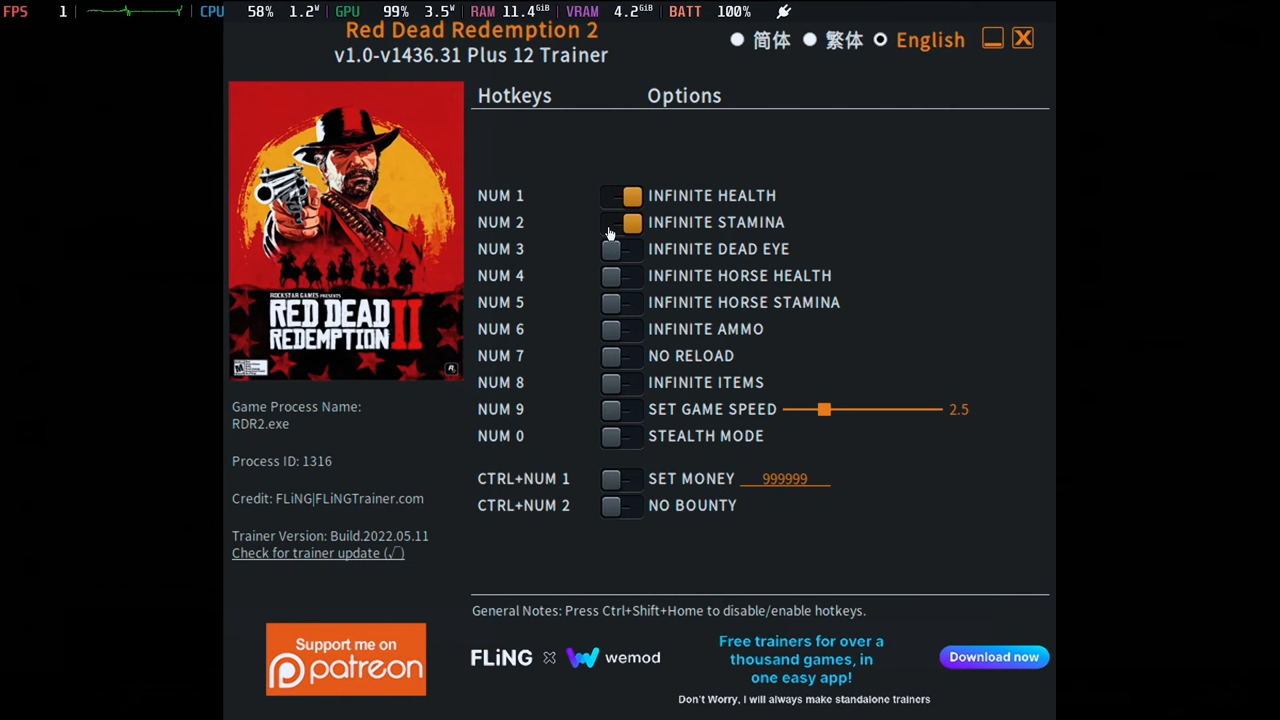 FPS 1 CPU 58% 1.2W GPU 99% 3.5W RAM 11.4GiB VRAM 4.2GiB BATT 100%
Red Dead Redemption 2
v1.0-v1436.31 Plus 12 Trainer
简体 繁体 English
Hotkeys Options
NUM 1 INFINITE HEALTH
NUM 2 INFINITE STAMINA
NUM 3 INFINITE DEAD EYE
NUM 4 INFINITE HORSE HEALTH
NUM 5 INFINITE HORSE STAMINA
NUM 6 INFINITE AMMO
NUM 7 NO RELOAD
NUM 8 INFINITE ITEMS
NUM 9 SET GAME SPEED 2.5
NUM 0 STEALTH MODE
CTRL+NUM 1 SET MONEY 999999
CTRL+NUM 2 NO BOUNTY
ROCKSTAR GAMES PRESENTS
RED DEAD
REDEMPTION II
Game Process Name:
RDR2.exe
Process ID: 1316
Credit: FLiNG|FLiNGTrainer.com
Trainer Version: Build.2022.05.11
Check for trainer update (√)
General Notes: Press Ctrl+Shift+Home to disable/enable hotkeys.
Support me on
patreon
FLiNG wemod
Free trainers for over a
thousand games, in
one easy app!
Download now
Don't Worry, I will always make standalone trainers